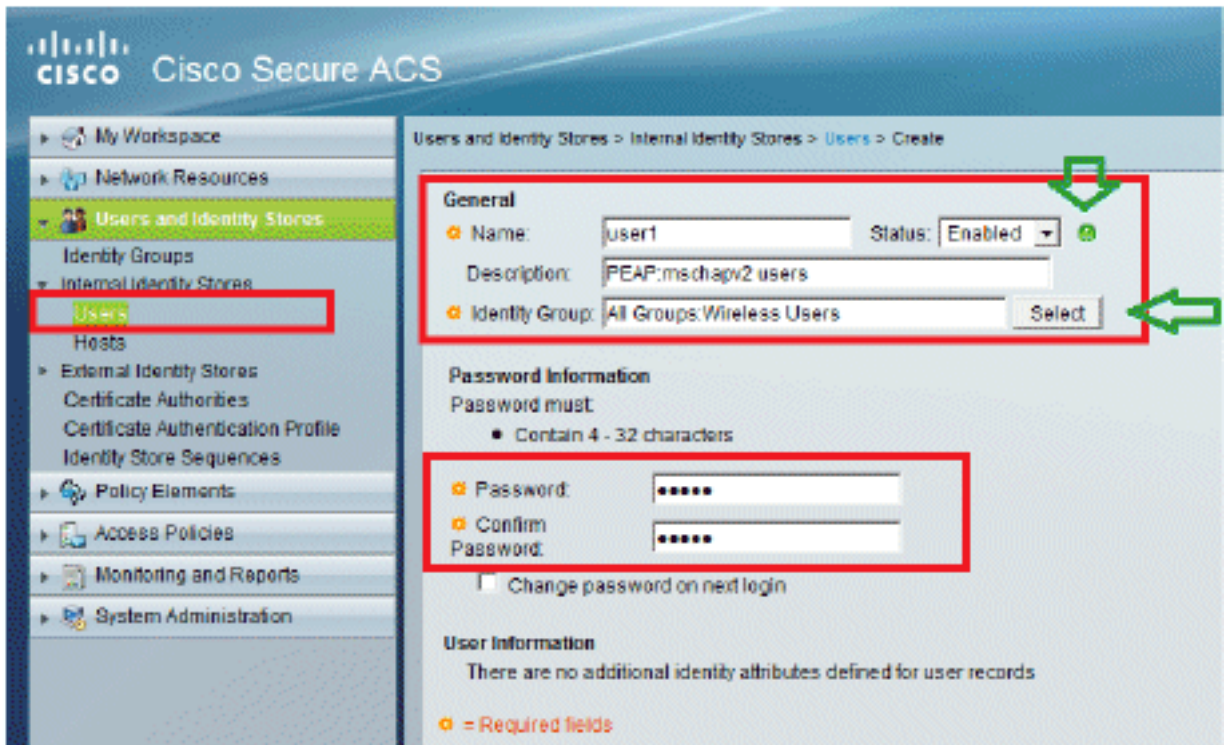 CISCO Cisco Secure ACS
My Workspace
Network Resources
Users and Identity Stores
Identity Groups
Internal Identity Stores
Users
Hosts
External Identity Stores
Certificate Authorities
Certificate Authentication Profile
Identity Store Sequences
Policy Elements
Access Policies
Monitoring and Reports
System Administration
Users and Identity Stores > Internal Identity Stores > Users > Create
General
Name: user1 Status: Enabled
Description: PEAP:mschapv2 users
Identity Group: All Groups:Wireless Users Select
Password Information
Password must:
• Contain 4 - 32 characters
Password: •••••
Confirm
Password: •••••
Change password on next login
User Information
There are no additional identity attributes defined for user records
= Required fields